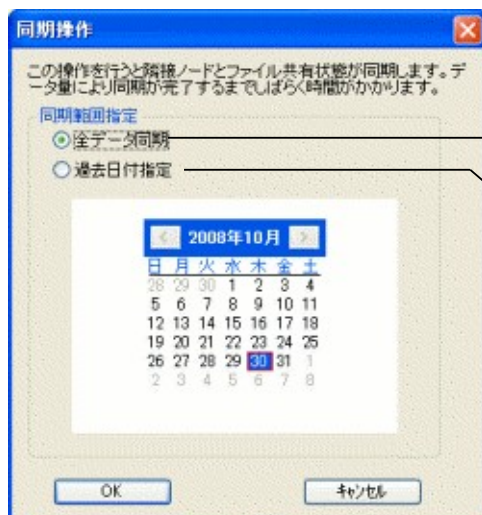 同期操作
この操作を行うと隣接ノードとファイル共有状態が同期します。デ
ータ量により同期が完了するまでしばらく時間がかかります。
同期範囲指定
全データ同期
過去日付指定
2008年10月
日 月 火 水 木 金 土
28 29 30 1 2 3 4
5 6 7 8 9 10 11
12 13 14 15 16 17 18
19 20 21 22 23 24 25
26 27 28 29 30 31 1
2 3 4 5 6 7 8
OK キャンセル